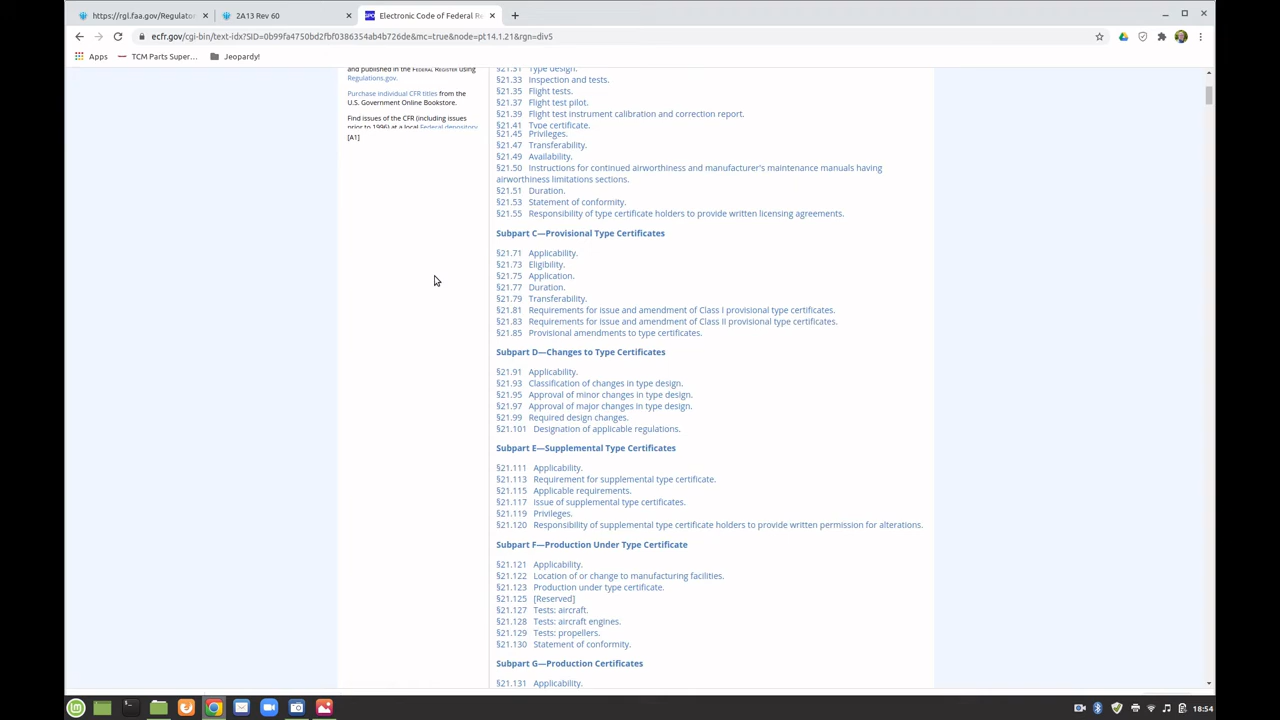 https://rgl.faa.gov/Regulator
2A13 Rev 60
Electronic Code of Federal Re
ecfr.gov/cgi-bin/text-idx?SID=0b99fa4750bd2fbf0386354ab4b726de&mc=true&node=pt14.1.21&rgn=div5
Apps
TCM Parts Super...
Jeopardy!
and published in the FEDERAL REGISTER using
Regulations.gov.
Purchase individual CFR titles from the
U.S. Government Online Bookstore.
Find issues of the CFR (including issues
prior to 1996) at a local Federal depository
[A1]
§21.31 Type design.
§21.33 Inspection and tests.
§21.35 Flight tests.
§21.37 Flight test pilot.
§21.39 Flight test instrument calibration and correction report.
§21.41 Type certificate.
§21.45 Privileges.
§21.47 Transferability.
§21.49 Availability.
§21.50 Instructions for continued airworthiness and manufacturer's maintenance manuals having
airworthiness limitations sections.
§21.51 Duration.
§21.53 Statement of conformity.
§21.55 Responsibility of type certificate holders to provide written licensing agreements.
Subpart C—Provisional Type Certificates
§21.71 Applicability.
§21.73 Eligibility.
§21.75 Application.
§21.77 Duration.
§21.79 Transferability.
§21.81 Requirements for issue and amendment of Class I provisional type certificates.
§21.83 Requirements for issue and amendment of Class II provisional type certificates.
§21.85 Provisional amendments to type certificates.
Subpart D—Changes to Type Certificates
§21.91 Applicability.
§21.93 Classification of changes in type design.
§21.95 Approval of minor changes in type design.
§21.97 Approval of major changes in type design.
§21.99 Required design changes.
§21.101 Designation of applicable regulations.
Subpart E—Supplemental Type Certificates
§21.111 Applicability.
§21.113 Requirement for supplemental type certificate.
§21.115 Applicable requirements.
§21.117 Issue of supplemental type certificates.
§21.119 Privileges.
§21.120 Responsibility of supplemental type certificate holders to provide written permission for alterations.
Subpart F—Production Under Type Certificate
§21.121 Applicability.
§21.122 Location of or change to manufacturing facilities.
§21.123 Production under type certificate.
§21.125 [Reserved]
§21.127 Tests: aircraft.
§21.128 Tests: aircraft engines.
§21.129 Tests: propellers.
§21.130 Statement of conformity.
Subpart G—Production Certificates
§21.131 Applicability.
18:54